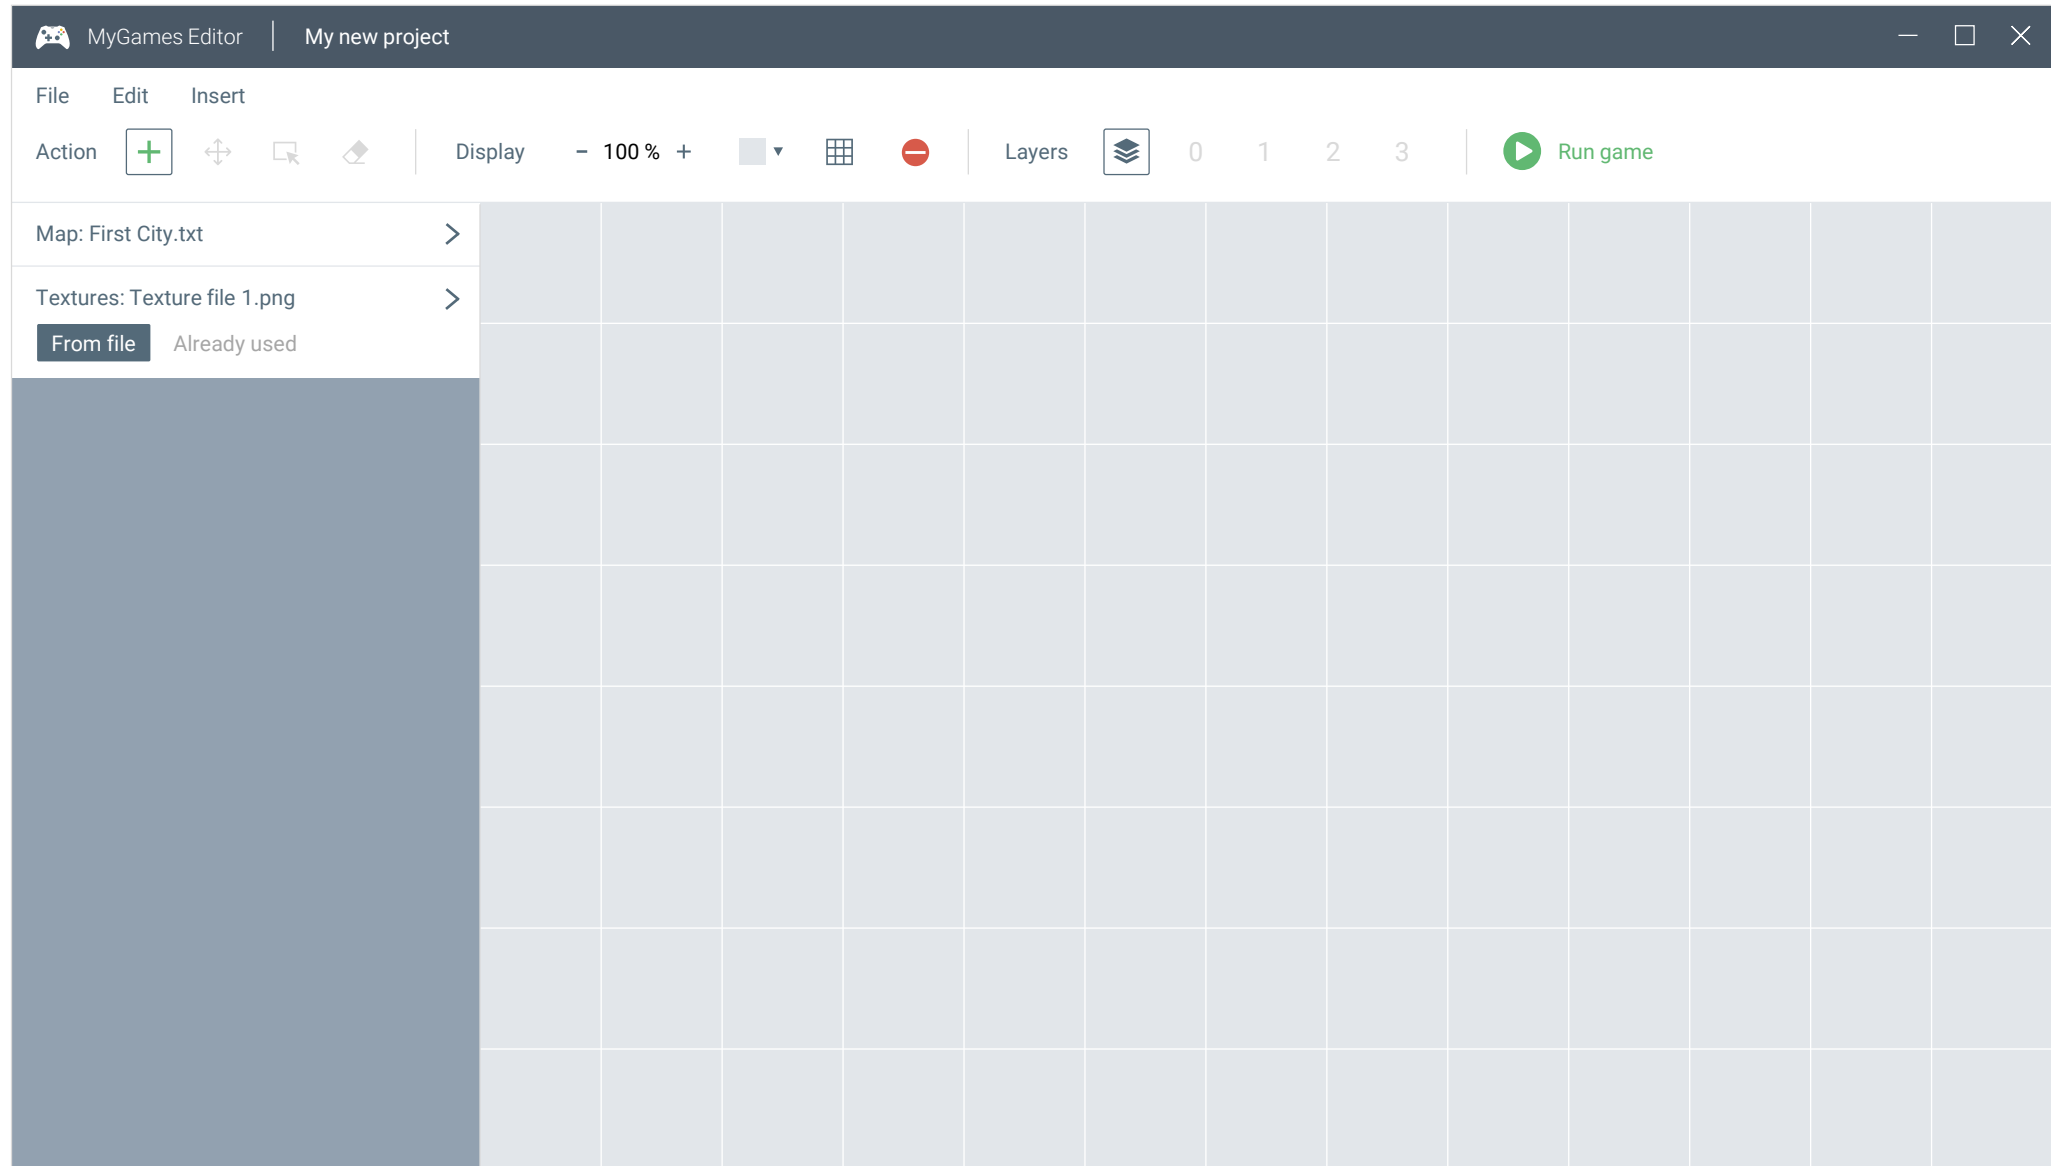 MyGames Editor My new project
File Edit Insert
Action Display - 100 % + Layers 0 1 2 3 Run game
Map: First City.txt
Textures: Texture file 1.png
From file Already used